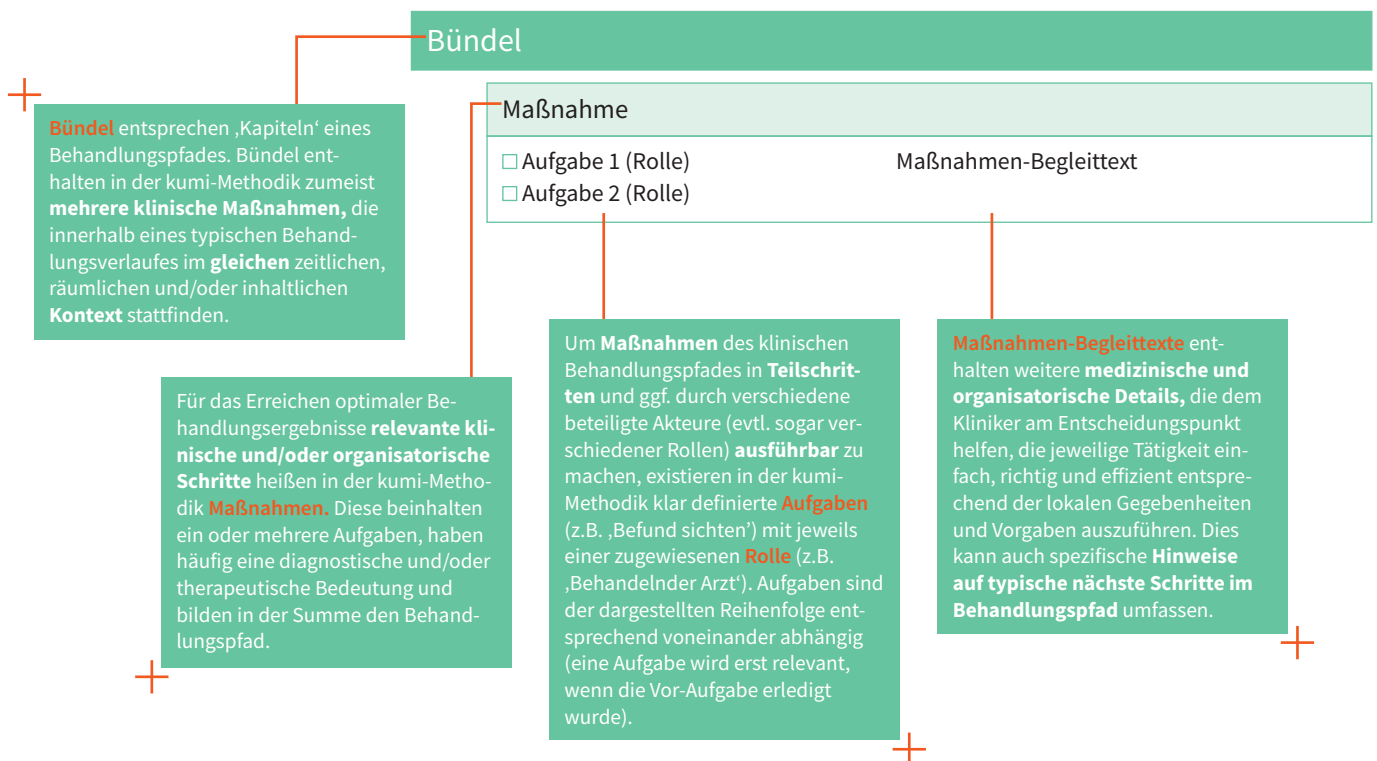 Bündel
Maßnahme
□ Aufgabe 1 (Rolle)
□ Aufgabe 2 (Rolle)
Maßnahmen-Begleittext
Bündel entsprechen ‚Kapiteln‘ eines
Behandlungspfades. Bündel ent-
halten in der kumi-Methodik zumeist
mehrere klinische Maßnahmen, die
innerhalb eines typischen Behand-
lungsverlaufes im gleichen zeitlichen,
räumlichen und/oder inhaltlichen
Kontext stattfinden.
Für das Erreichen optimaler Be-
handlungsergebnisse relevante kli-
nische und/oder organisatorische
Schritte heißen in der kumi-Metho-
dik Maßnahmen. Diese beinhalten
ein oder mehrere Aufgaben, haben
häufig eine diagnostische und/oder
therapeutische Bedeutung und
bilden in der Summe den Behand-
lungspfad.
Um Maßnahmen des klinischen
Behandlungspfades in Teilschrit-
ten und ggf. durch verschiedene
beteiligte Akteure (evtl. sogar ver-
schiedener Rollen) ausführbar zu
machen, existieren in der kumi-
Methodik klar definierte Aufgaben
(z.B. ‚Befund sichten’) mit jeweils
einer zugewiesenen Rolle (z.B.
‚Behandelnder Arzt‘). Aufgaben sind
der dargestellten Reihenfolge ent-
sprechend voneinander abhängig
(eine Aufgabe wird erst relevant,
wenn die Vor-Aufgabe erledigt
wurde).
Maßnahmen-Begleittexte ent-
halten weitere medizinische und
organisatorische Details, die dem
Kliniker am Entscheidungspunkt
helfen, die jeweilige Tätigkeit ein-
fach, richtig und effizient entspre-
chend der lokalen Gegebenheiten
und Vorgaben auszuführen. Dies
kann auch spezifische Hinweise
auf typische nächste Schritte im
Behandlungspfad umfassen.